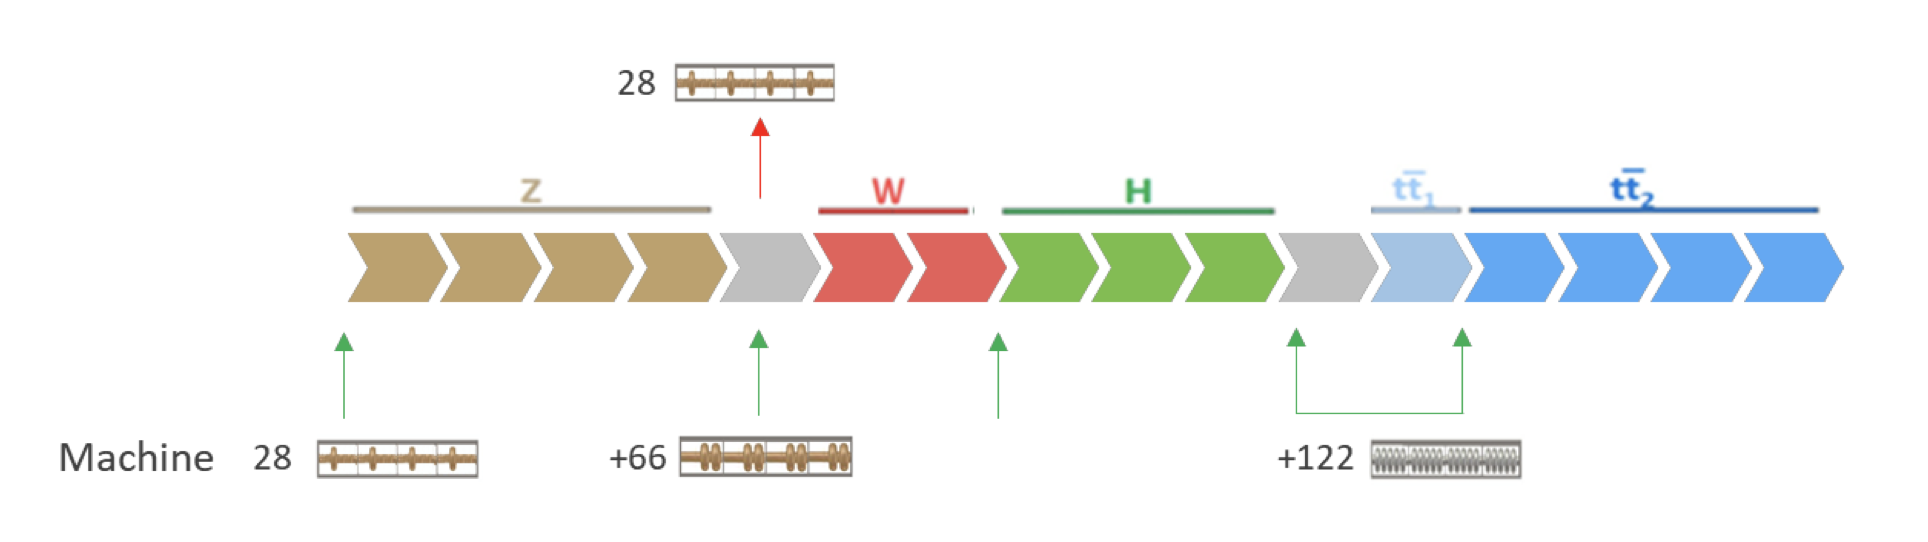 28
Z
W
H
tt̅₁
tt̅₂
Machine 28
+66
+122